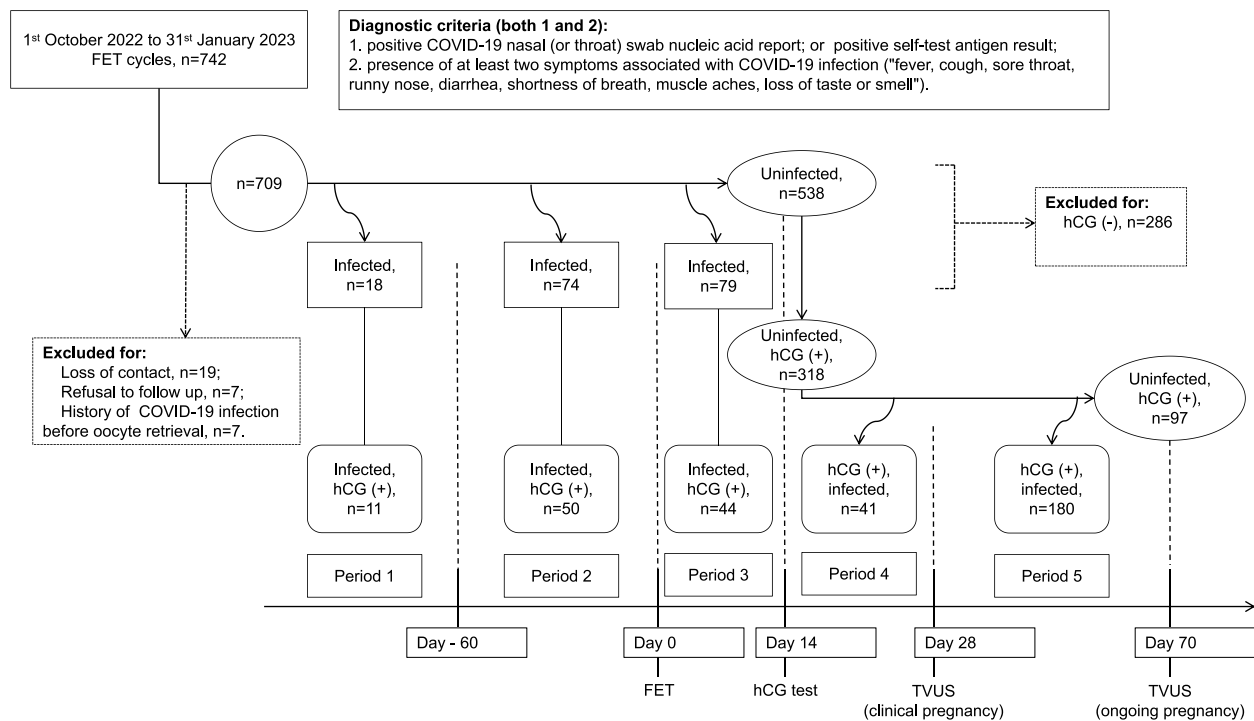 1st October 2022 to 31st January 2023
FET cycles, n=742
Diagnostic criteria (both 1 and 2):
1. positive COVID-19 nasal (or throat) swab nucleic acid report; or positive self-test antigen result;
2. presence of at least two symptoms associated with COVID-19 infection ("fever, cough, sore throat,
runny nose, diarrhea, shortness of breath, muscle aches, loss of taste or smell").
n=709
Uninfected,
n=538
Excluded for:
hCG (-), n=286
Infected,
n=18
Infected,
n=74
Infected,
n=79
Excluded for:
Loss of contact, n=19;
Refusal to follow up, n=7;
History of COVID-19 infection
before oocyte retrieval, n=7.
Uninfected,
hCG (+),
n=318
Uninfected,
hCG (+),
n=97
Infected,
hCG (+),
n=11
Infected,
hCG (+),
n=50
Infected,
hCG (+),
n=44
hCG (+),
infected,
n=41
hCG (+),
infected,
n=180
Period 1
Period 2
Period 3
Period 4
Period 5
Day - 60
Day 0
Day 14
Day 28
Day 70
FET
hCG test
TVUS
(clinical pregnancy)
TVUS
(ongoing pregnancy)